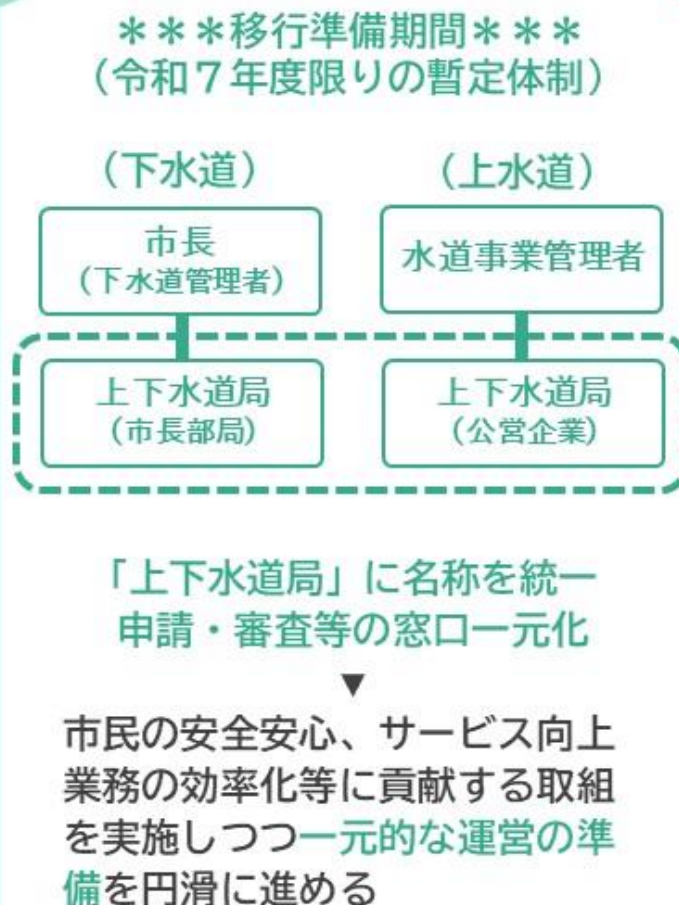 ＊＊＊移行準備期間＊＊＊
（令和７年度限りの暫定体制）
（下水道）
市長
（下水道管理者）
上下水道局
（市長部局）
（上水道）
水道事業管理者
上下水道局
（公営企業）
「上下水道局」に名称を統一
申請・審査等の窓口一元化
▼
市民の安全安心、サービス向上
業務の効率化等に貢献する取組
を実施しつつ一元的な運営の準
備を円滑に進める